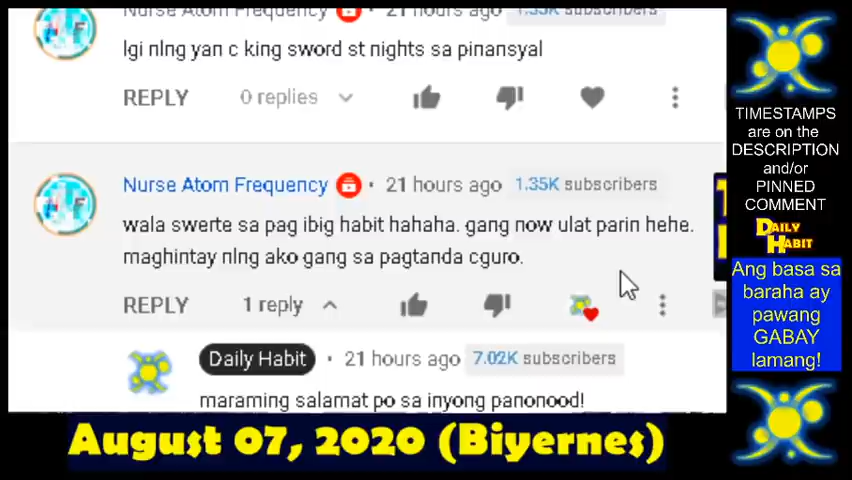 Nurse Atom Frequency • 21 hours ago 1.35K subscribers
lgi nlng yan c king sword st nights sa pinansyal
REPLY 0 replies
Nurse Atom Frequency • 21 hours ago 1.35K subscribers
wala swerte sa pag ibig habit hahaha. gang now ulat parin hehe.
maghintay nlng ako gang sa pagtanda cguro.
REPLY 1 reply
Daily Habit • 21 hours ago 7.02K subscribers
maraming salamat po sa inyong panonood!
TIMESTAMPS
are on the
DESCRIPTION
and/or
PINNED
COMMENT
DAILY
HABIT
Ang basa sa
baraha ay
pawang
GABAY
lamang!
August 07, 2020 (Biyernes)